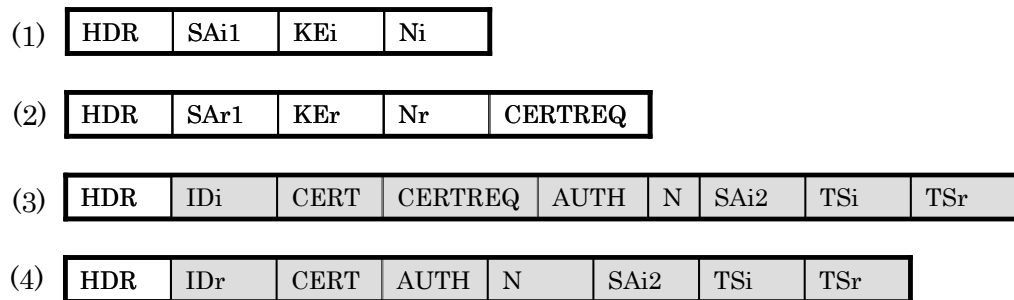 (1) HDR SAi1 KEi Ni
(2) HDR SAr1 KEr Nr CERTREQ
(3) HDR IDi CERT CERTREQ AUTH N SAi2 TSi TSr
(4) HDR IDr CERT AUTH N SAi2 TSi TSr